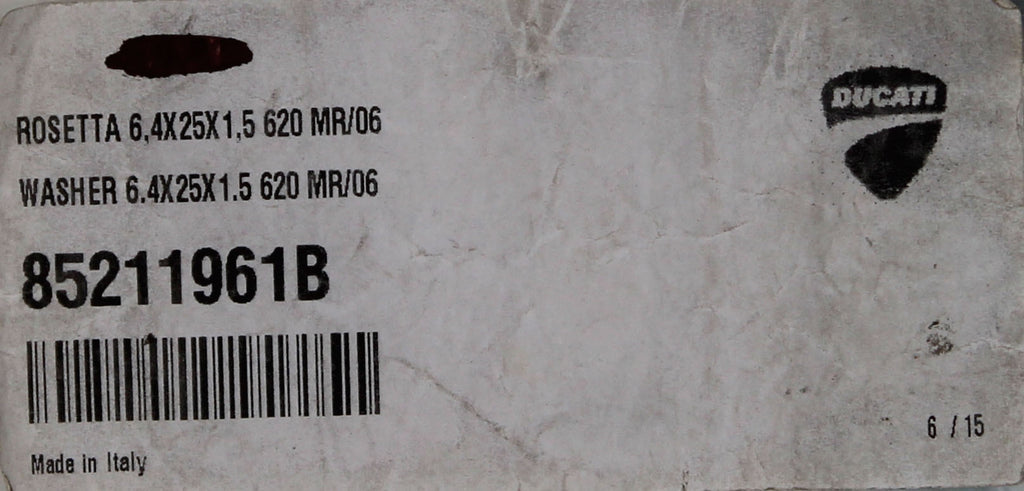 DUCATI
ROSETTA 6,4X25X1,5 620 MR/06
WASHER 6.4X25X1.5 620 MR/06
85211961B
Made in Italy
6 / 15